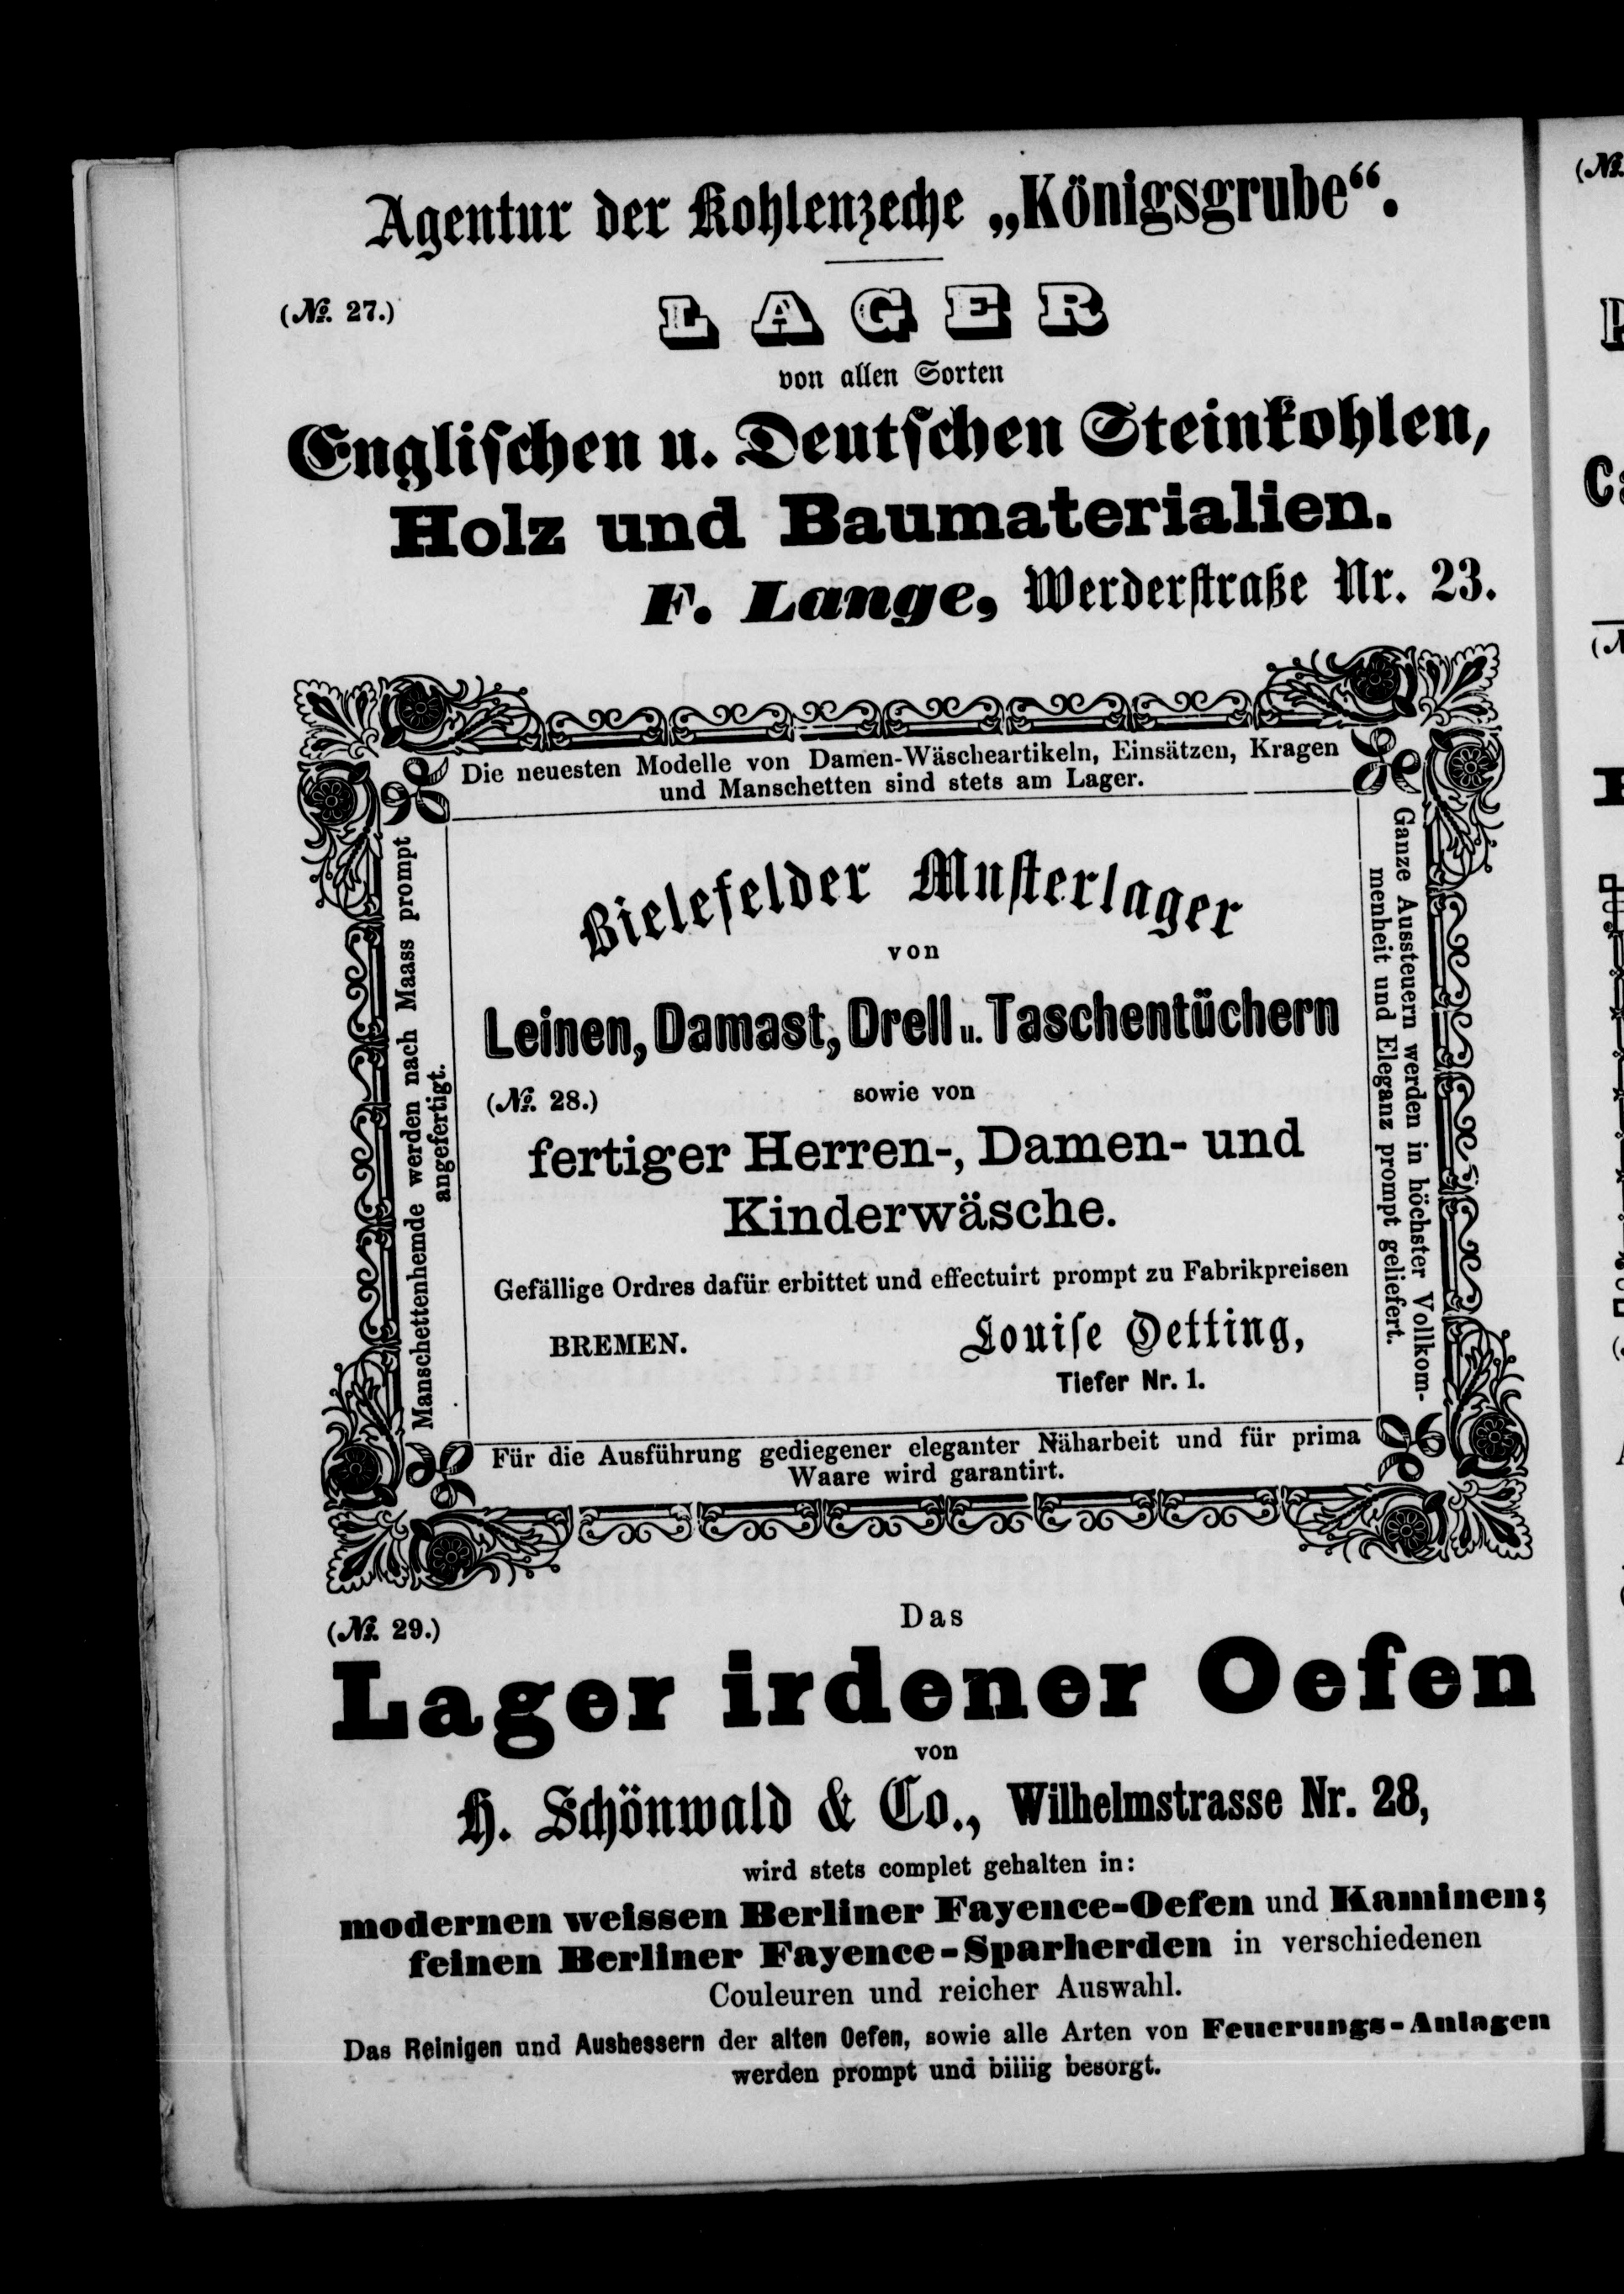 Agentur der Kohlenzeche „Königsgrube“.
(No. 27.)
LAGER
von allen Sorten
Englischen u. Deutschen Steinkohlen,
Holz und Baumaterialien.
F. Lange, Werderstraße Nr. 23.
Die neuesten Modelle von Damen-Wäscheartikeln, Einsätzen, Kragen
und Manschetten sind stets am Lager.
Manschettenhemde werden nach Maass prompt
angefertigt.
Bielefelder Musterlager
von
Leinen, Damast, Drell u. Taschentüchern
(No. 28.)
sowie von
fertiger Herren-, Damen- und
Kinderwäsche.
Gefällige Ordres dafür erbittet und effectuirt prompt zu Fabrikpreisen
BREMEN.
Louise Oetting,
Tiefer Nr. 1.
Ganze Aussteuern werden in höchster Vollkom-
menheit und Eleganz prompt geliefert.
Für die Ausführung gediegener eleganter Näharbeit und für prima
Waare wird garantirt.
(No. 29.)
Das
Lager irdener Oefen
von
H. Schönwald & Co., Wilhelmstrasse Nr. 28,
wird stets complet gehalten in:
modernen weissen Berliner Fayence-Oefen und Kaminen;
feinen Berliner Fayence-Sparherden in verschiedenen
Couleuren und reicher Auswahl.
Das Reinigen und Ausbessern der alten Oefen, sowie alle Arten von Feuerungs-Anlagen
werden prompt und billig besorgt.